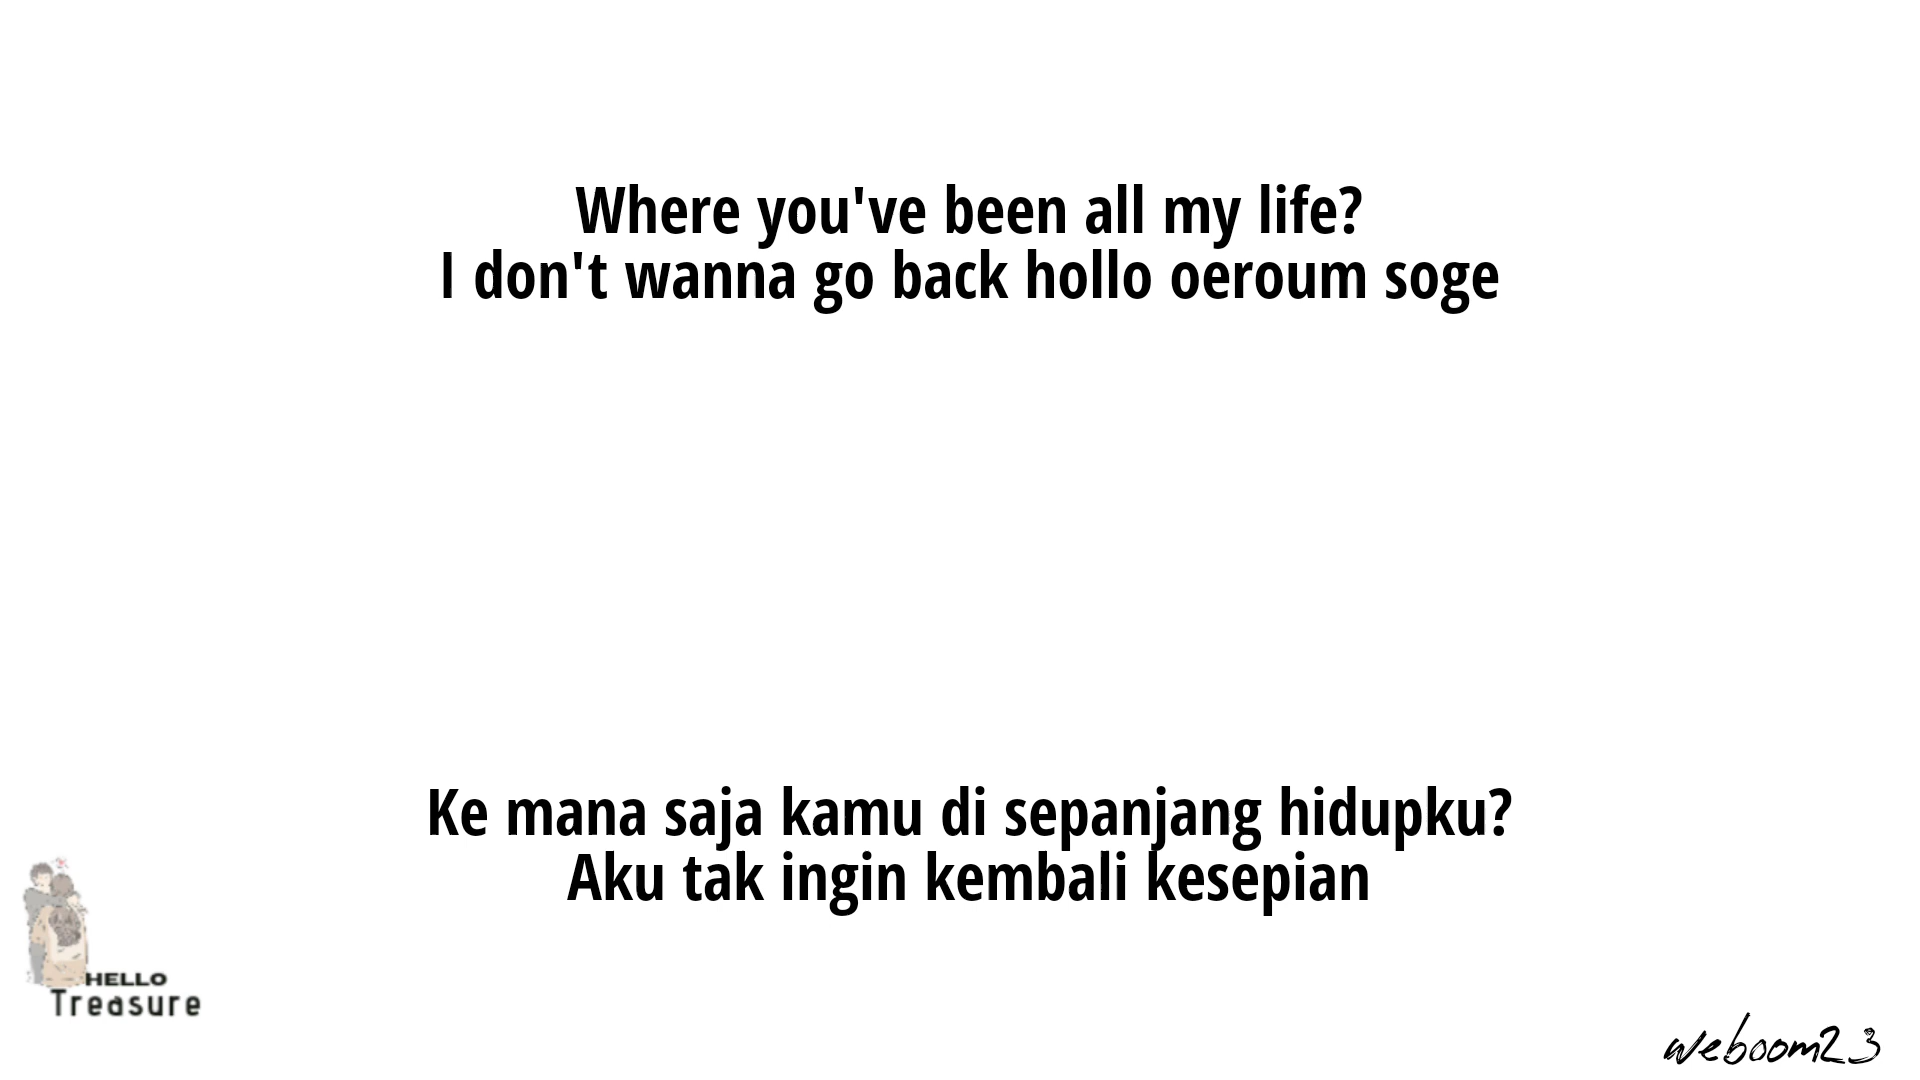 Where you've been all my life?
I don't wanna go back hollo oeroum soge
Ke mana saja kamu di sepanjang hidupku?
Aku tak ingin kembali kesepian
HELLO
Treasure
weboom23